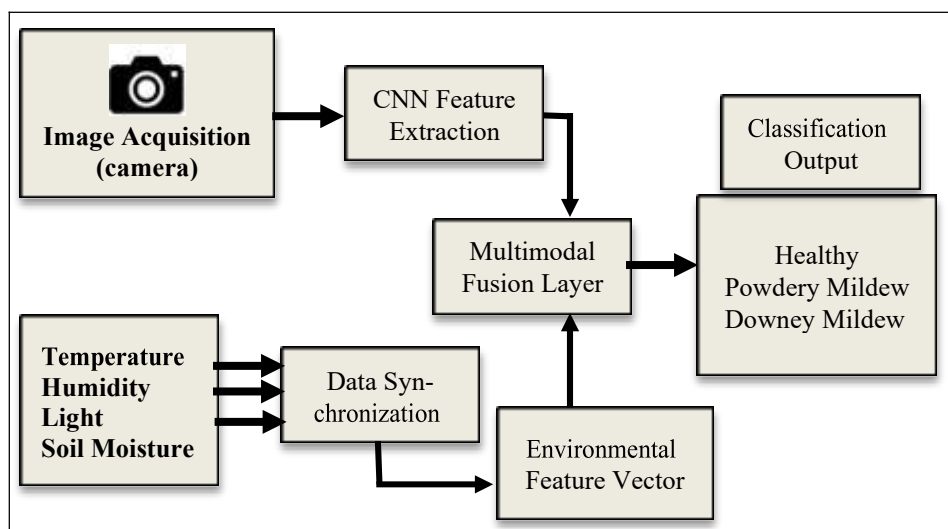 Image Acquisition
(camera)
CNN Feature
Extraction
Classification
Output
Multimodal
Fusion Layer
Healthy
Powdery Mildew
Downey Mildew
Temperature
Humidity
Light
Soil Moisture
Data Syn-
chronization
Environmental
Feature Vector